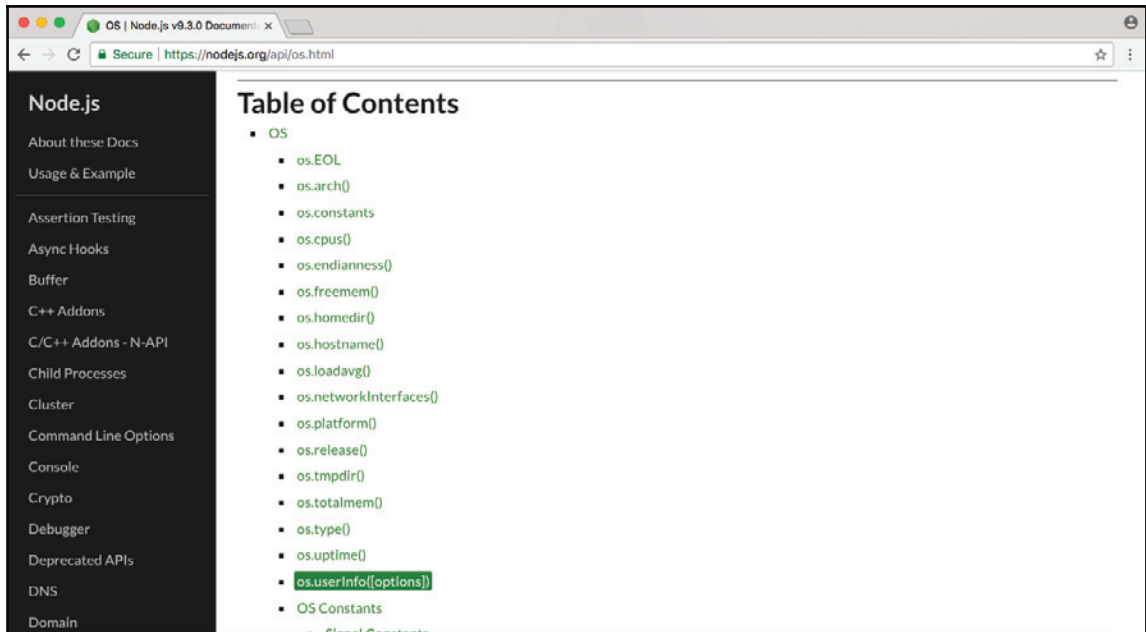 OS | Node.js v9.3.0 Document
Secure | https://nodejs.org/api/os.html
Node.js
About these Docs
Usage & Example
Assertion Testing
Async Hooks
Buffer
C++ Addons
C/C++ Addons - N-API
Child Processes
Cluster
Command Line Options
Console
Crypto
Debugger
Deprecated APIs
DNS
Domain
Table of Contents
OS
os.EOL
os.arch()
os.constants
os.cpus()
os.endianness()
os.freemem()
os.homedir()
os.hostname()
os.loadavg()
os.networkInterfaces()
os.platform()
os.release()
os.tmpdir()
os.totalmem()
os.type()
os.uptime()
os.userInfo([options])
OS Constants
Signal Constants